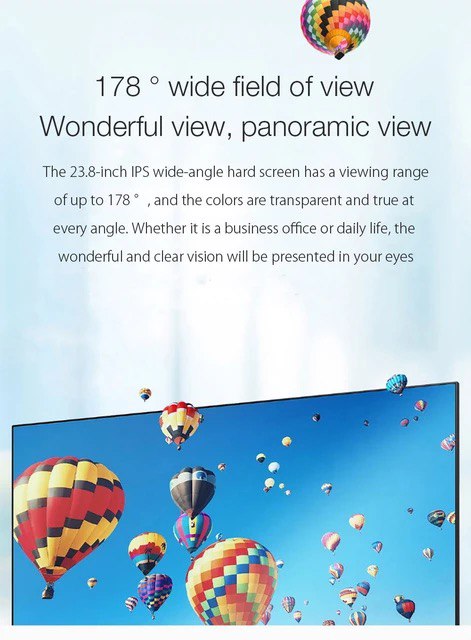 178 ° wide field of view
Wonderful view, panoramic view
The 23.8-inch IPS wide-angle hard screen has a viewing range
of up to 178 ° , and the colors are transparent and true at
every angle. Whether it is a business office or daily life, the
wonderful and clear vision will be presented in your eyes